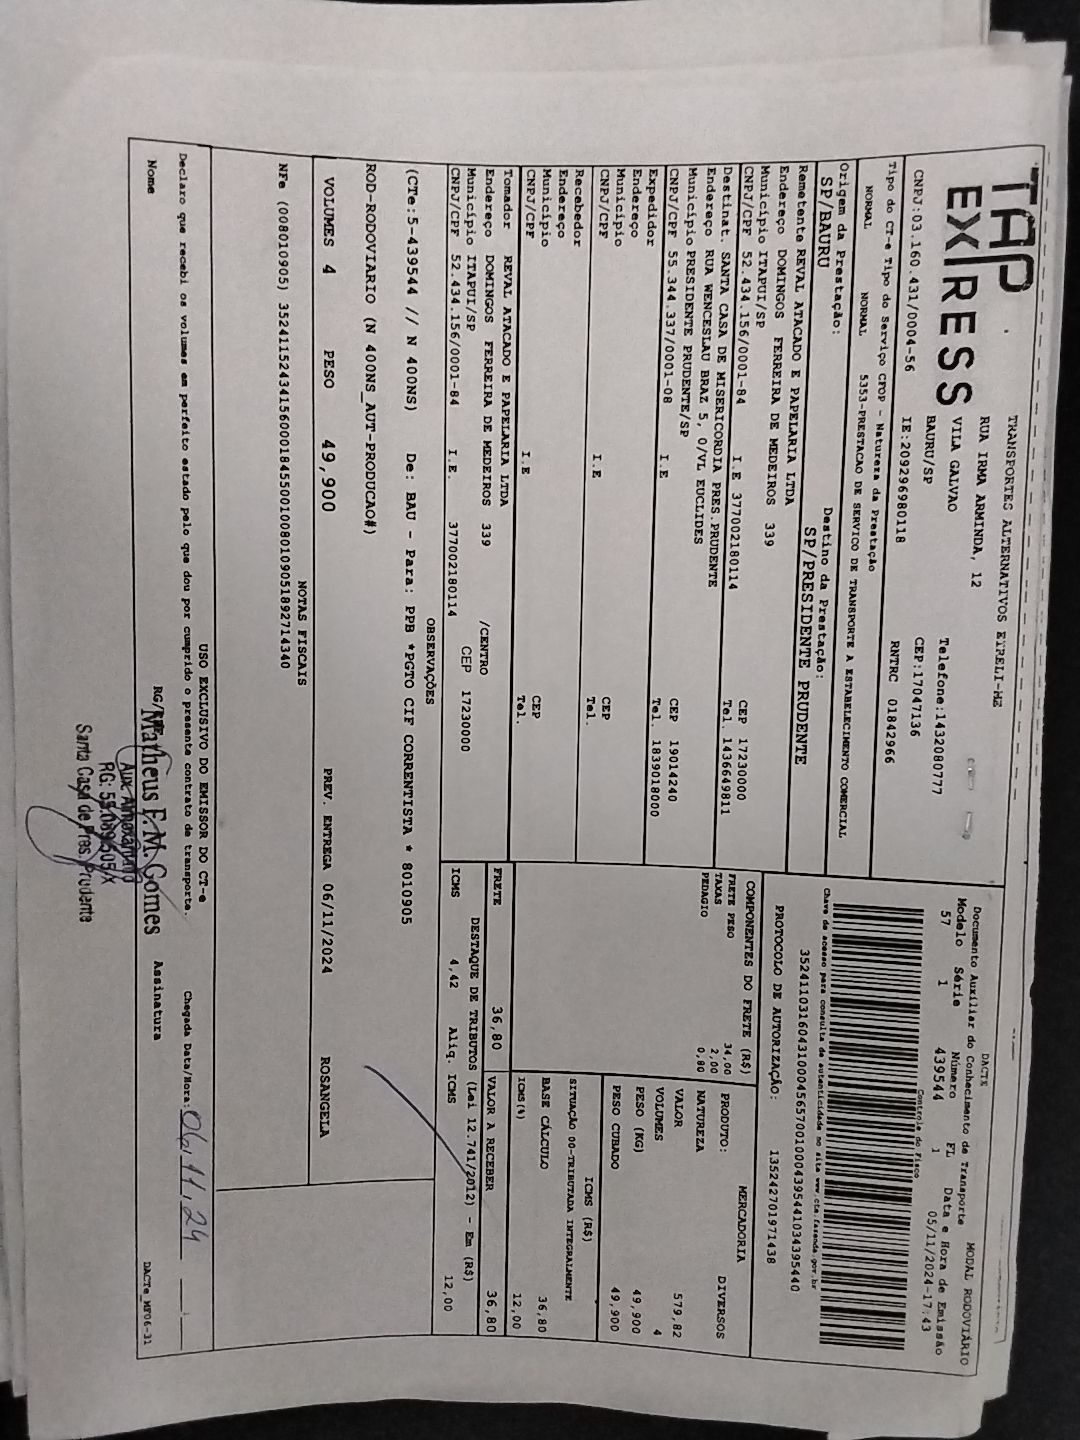 TAP
EXPRESS
TRANSPORTES ALTERNATIVOS EIRELI-ME
RUA IRMA ARMINDA, 12
VILA GALVAO
BAURU/SP
Telefone:1432080777
CEP:17047136
CNPJ:03.160.431/0004-56 IE:209296980118 RNTRC 01842966
DACTE MODAL RODOVIÁRIO
Documento Auxiliar do Conhecimento de Transporte
Modelo Série Número FL Data e Hora de Emissão
57 1 439544 1 05/11/2024-17:43
Controle do Fisco
Chave de acesso para consulta de autenticidade no site www.cte.fazenda.gov.br
35241103160431000456570010004395441034395440
PROTOCOLO DE AUTORIZAÇÃO: 135242701971438
Tipo do CT-e Tipo do Serviço CFOP - Natureza da Prestação
NORMAL NORMAL 5353-PRESTACAO DE SERVICO DE TRANSPORTE A ESTABELECIMENTO COMERCIAL
Origem da Prestação: Destino da Prestação:
SP/BAURU SP/PRESIDENTE PRUDENTE
Remetente REVAL ATACADO E PAPELARIA LTDA
Endereço DOMINGOS FERREIRA DE MEDEIROS 339
Município ITAPUI/SP CEP 17230000
CNPJ/CPF 52.434.156/0001-84 I.E 377002180114 Tel. 1436649811
Destinat. SANTA CASA DE MISERICORDIA PRES.PRUDENTE
Endereço RUA WENCESLAU BRAZ 5, 0/VL EUCLIDES
Município PRESIDENTE PRUDENTE/SP CEP 19014240
CNPJ/CPF 55.344.337/0001-08 I.E Tel. 1839018000
Expedidor
Endereço
Município CEP
CNPJ/CPF I.E Tel.
Recebedor
Endereço
Município CEP
CNPJ/CPF I.E Tel.
Tomador REVAL ATACADO E PAPELARIA LTDA
Endereço DOMINGOS FERREIRA DE MEDEIROS 339 /CENTRO
Município ITAPUI/SP CEP 17230000
CNPJ/CPF 52.434.156/0001-84 I.E. 377002180114
COMPONENTES DO FRETE (R$)
FRETE PESO 34,00
TAXAS 2,00
PEDAGIO 0,80
MERCADORIA
PRODUTO: DIVERSOS
NATUREZA
VALOR 579,82
VOLUMES 4
PESO (KG) 49,900
PESO CUBADO 49,900
ICMS (R$)
SITUAÇÃO 00-TRIBUTADA INTEGRALMENTE
BASE CÁLCULO 36,80
ICMS(%) 12,00
FRETE 36,80 VALOR A RECEBER 36,80
DESTAQUE DE TRIBUTOS (Lei 12.741/2012) - Em (R$)
ICMS 4,42 Aliq. ICMS 12,00
OBSERVAÇÕES
(CTe:5-439544 // N 400NS) De: BAU - Para: PPB *PGTO CIF CORRENTISTA * 8010905
ROD-RODOVIARIO (N 400NS_AUT-PRODUCAO#)
VOLUMES 4 PESO 49,900 PREV. ENTREGA 06/11/2024 ROSANGELA
NOTAS FISCAIS
NFe (008010905) 35241152434156000184550010008010905189271​4340
USO EXCLUSIVO DO EMISSOR DO CT-e
Declaro que recebi os volumes em perfeito estado pelo que dou por cumprido o presente contrato de transporte. Chegada Data/Hora: 06,11,24
Nome RG/ Assinatura DACTe_MF06-31
Matheus F. M. Gomes
Aux. Almoxarifado
RG: 55.069.505/X
Santa Casa de Pres. Prudente